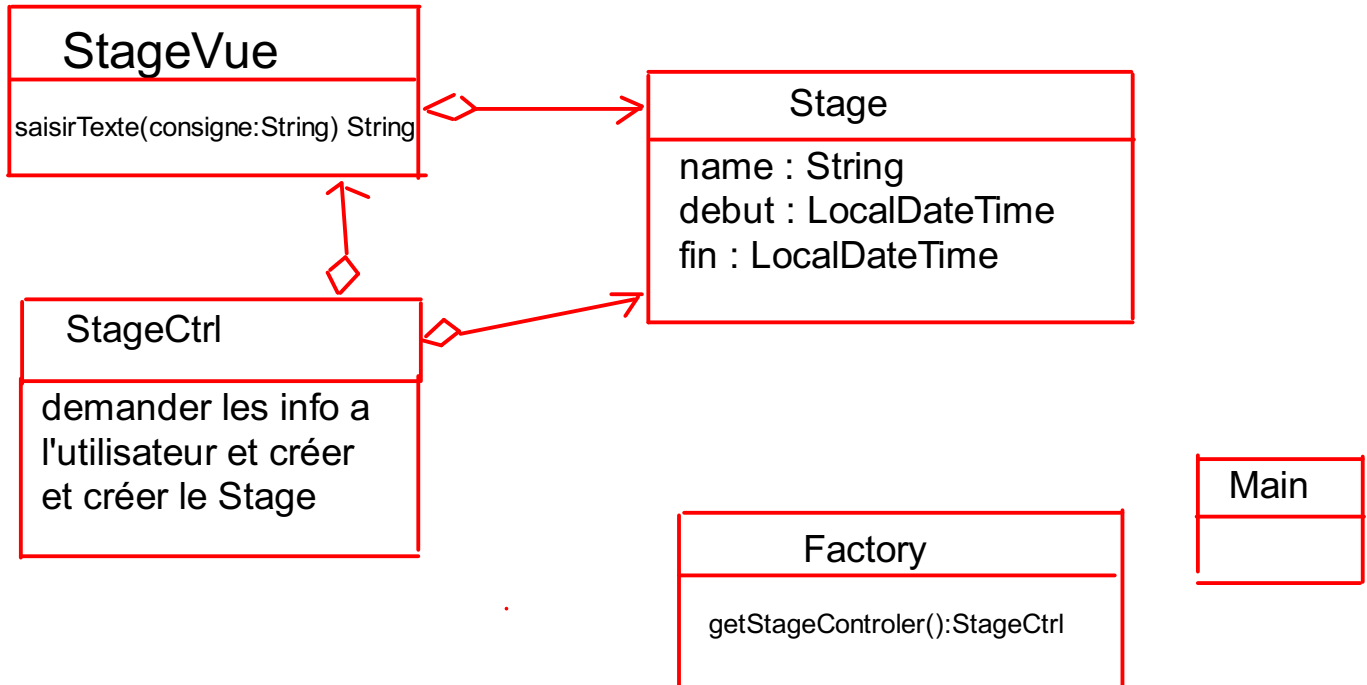 StageVue
saisirTexte(consigne:String) String
Stage
name : String
debut : LocalDateTime
fin : LocalDateTime
StageCtrl
demander les info a
l'utilisateur et créer
et créer le Stage
Main
Factory
getStageControler():StageCtrl